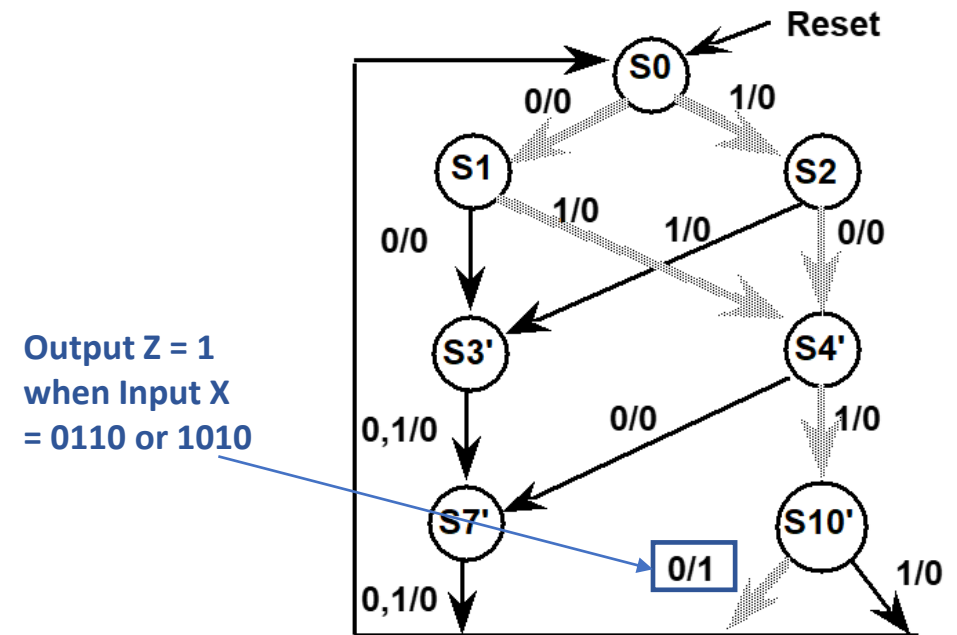 Reset
S0
0/0
1/0
S1
S2
1/0
1/0
0/0
0/0
Output Z = 1
when Input X
= 0110 or 1010
S3'
S4'
0,1/0
0/0
1/0
S7'
S10'
0/1
1/0
0,1/0